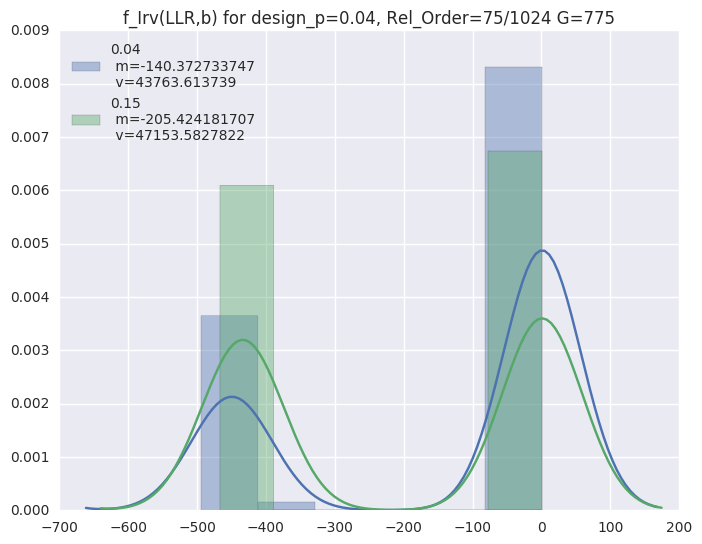 f_Irv(LLR,b) for design_p=0.04, Rel_Order=75/1024 G=775
0.04
m=-140.372733747
v=43763.613739
0.15
m=-205.424181707
v=47153.5827822
0.009
0.008
0.007
0.006
0.005
0.004
0.003
0.002
0.001
0.000
−700 −600 −500 −400 −300 −200 −100 0 100 200